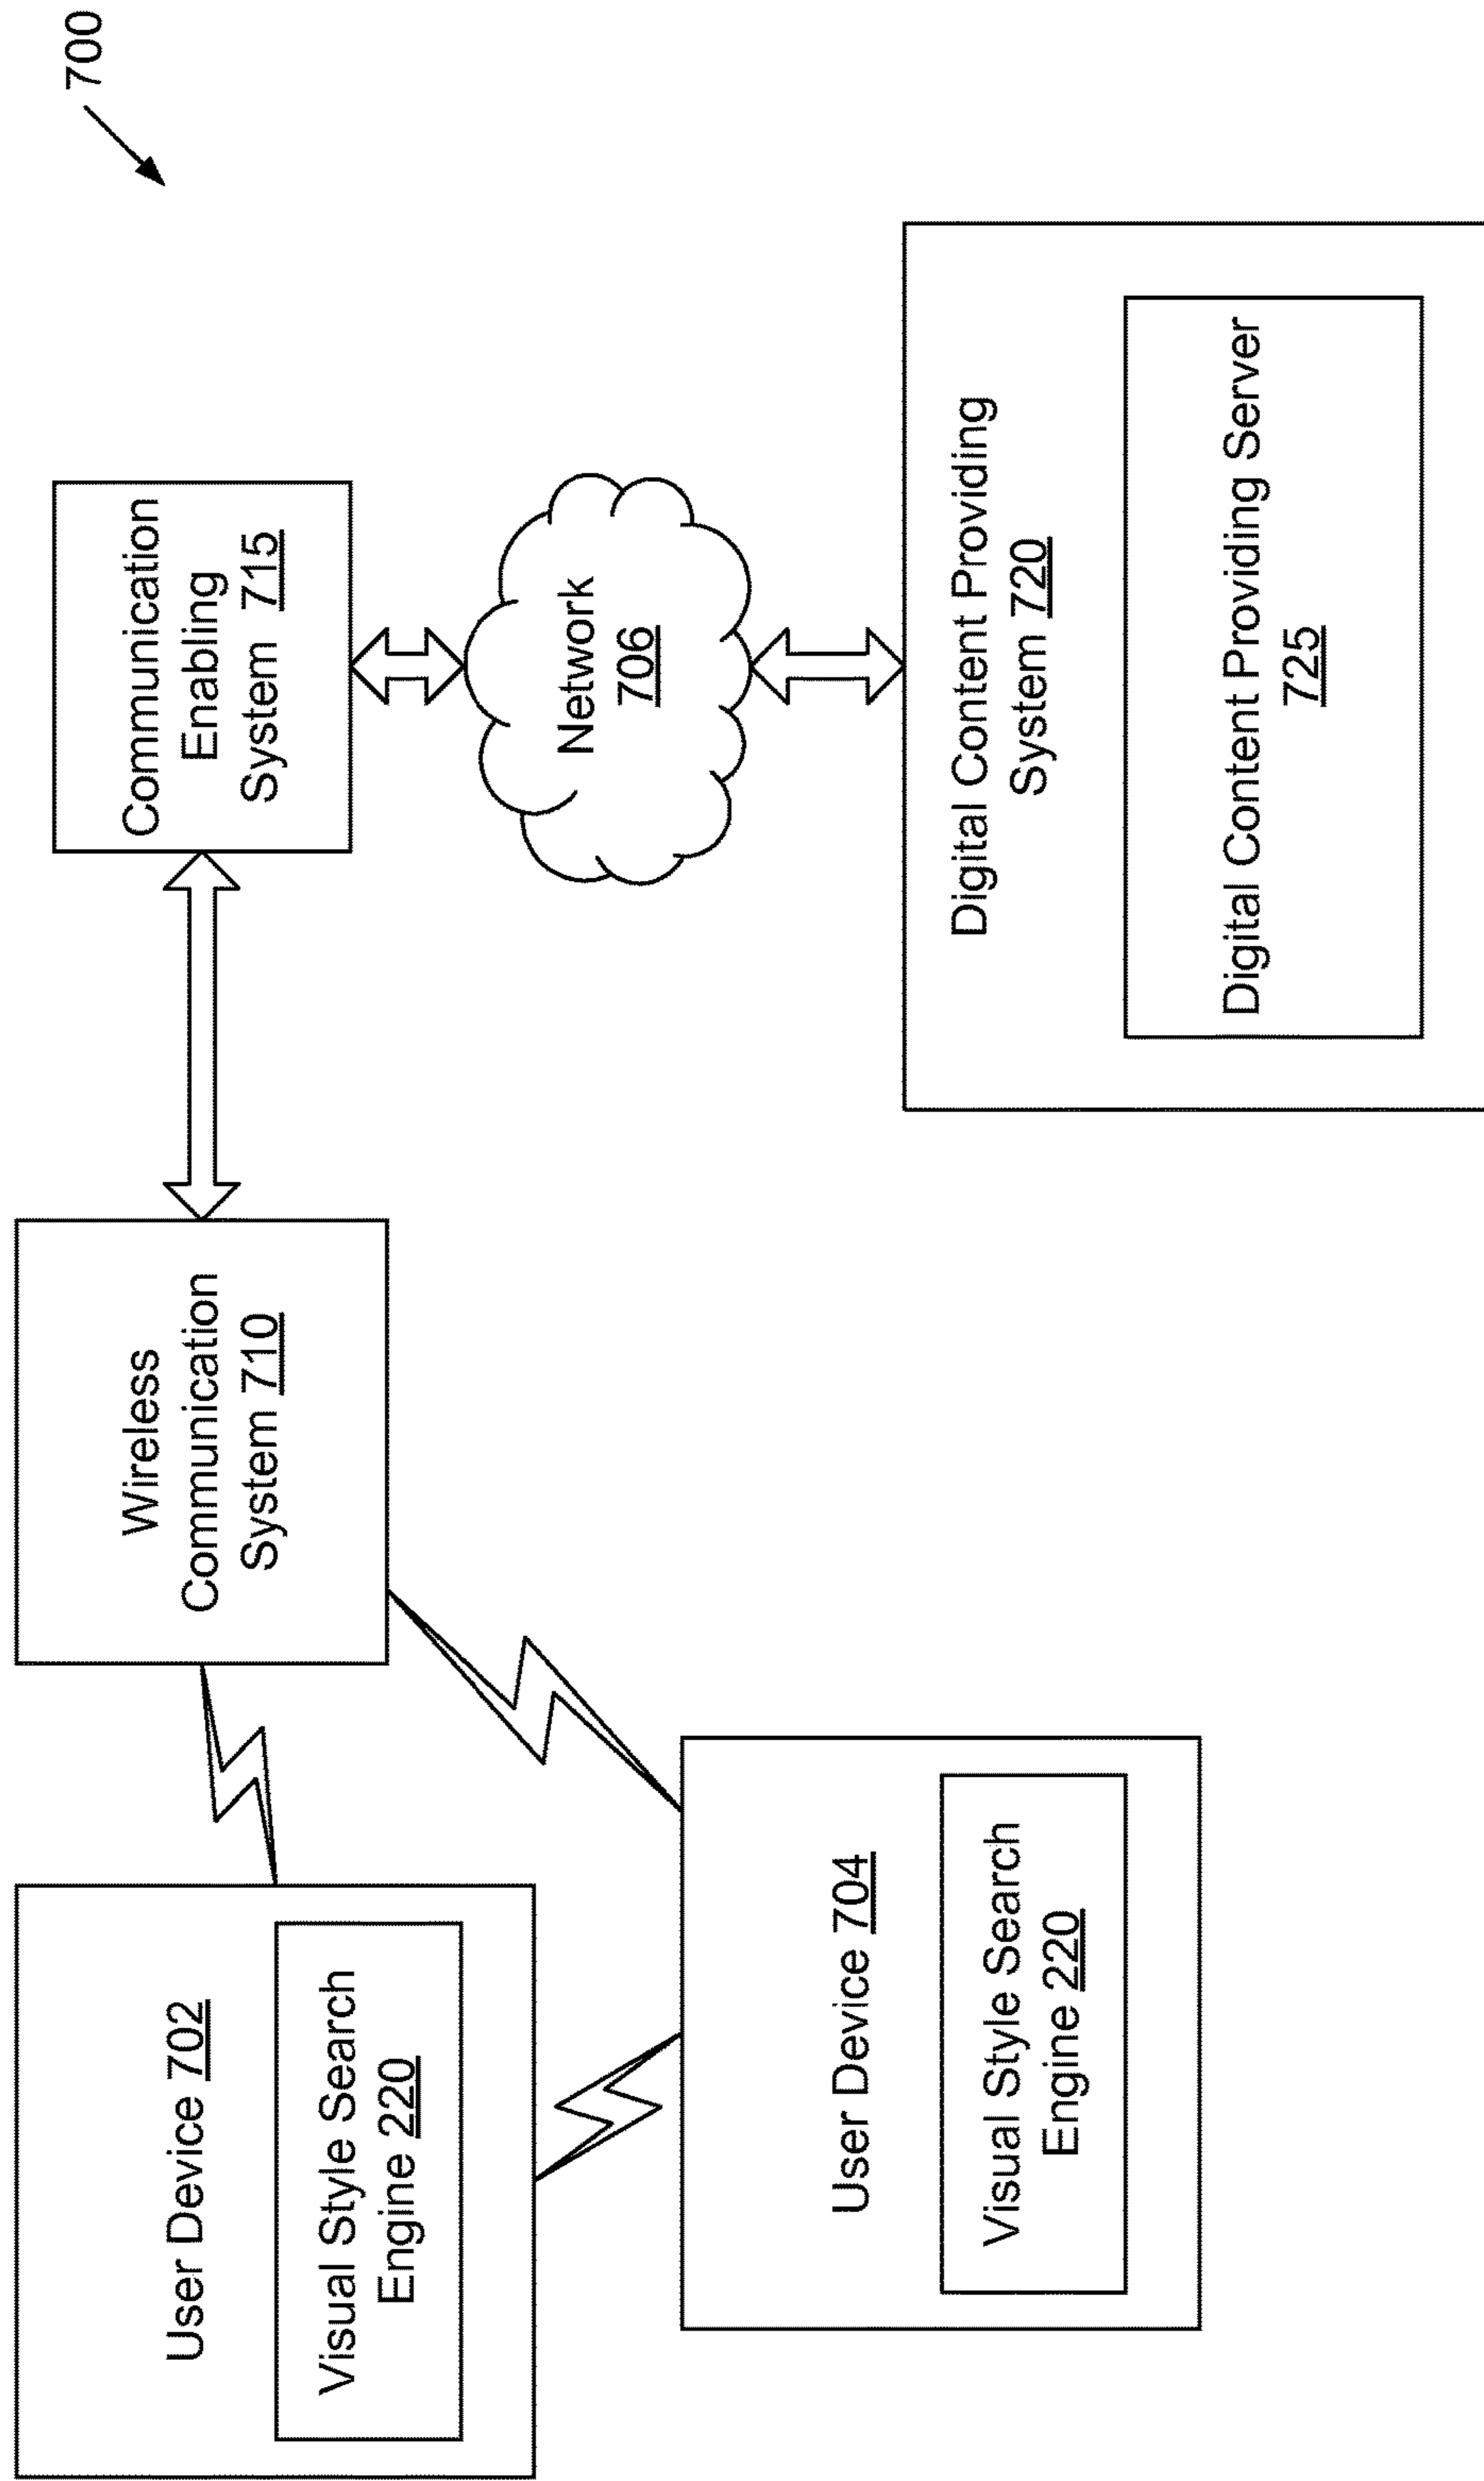 700
User Device 702
Visual Style Search
Engine 220
Wireless
Communication
System 710
Communication
Enabling
System 715
Network
706
User Device 704
Visual Style Search
Engine 220
Digital Content Providing
System 720
Digital Content Providing Server
725